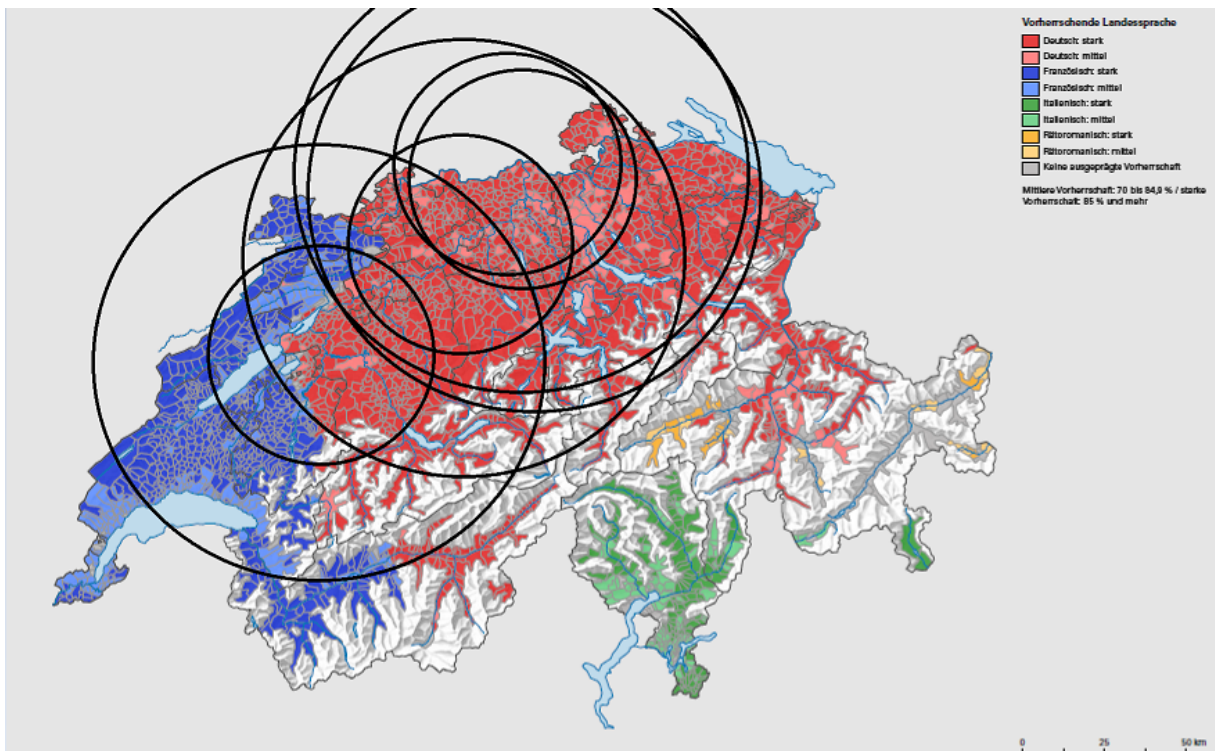 Vorherrschende Landessprache
Deutsch: stark
Deutsch: mittel
Französisch: stark
Französisch: mittel
Italienisch: stark
Italienisch: mittel
Rätoromanisch: stark
Rätoromanisch: mittel
Keine ausgeprägte Vorherrschaft
Mittlere Vorherrschaft: 70 bis 84,9 % / starke
Vorherrschaft: 85 % und mehr
0 25 50 km